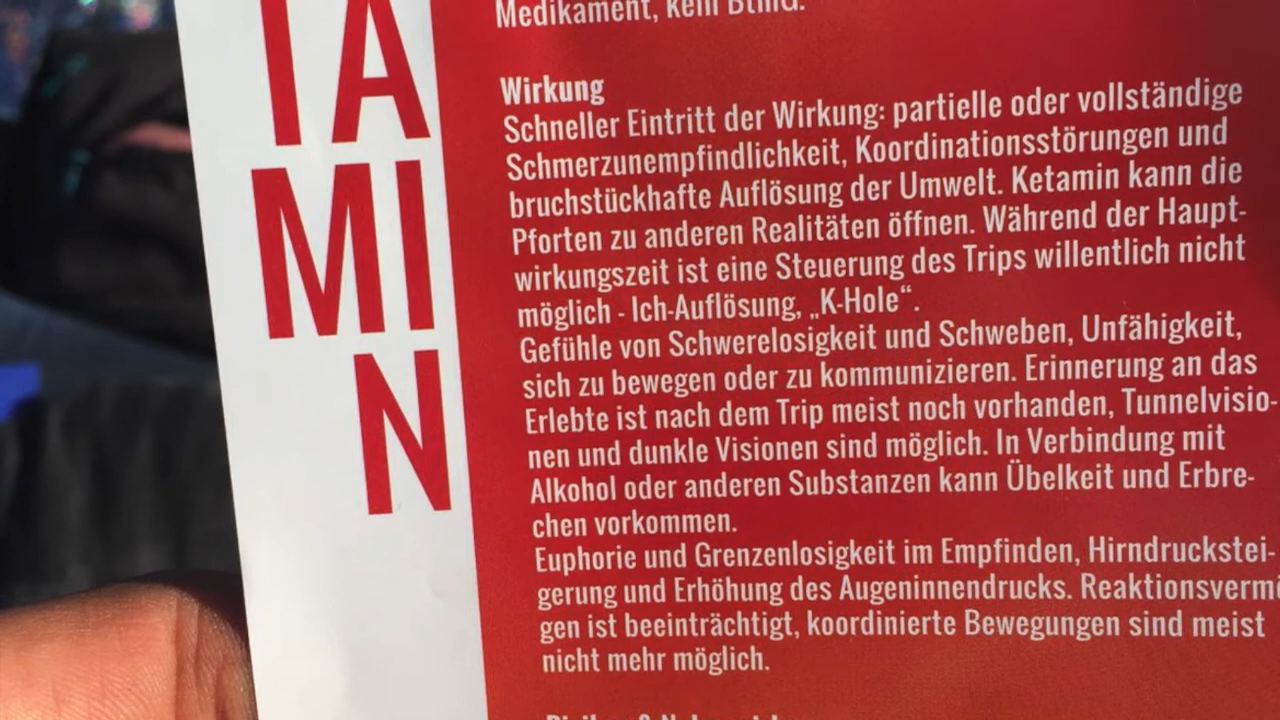 TA
MI
N
Medikament, kein BtmG.
Wirkung
Schneller Eintritt der Wirkung: partielle oder vollständige
Schmerzunempfindlichkeit, Koordinationsstörungen und
bruchstückhafte Auflösung der Umwelt. Ketamin kann die
Pforten zu anderen Realitäten öffnen. Während der Haupt-
wirkungszeit ist eine Steuerung des Trips willentlich nicht
möglich - Ich-Auflösung, „K-Hole“.
Gefühle von Schwerelosigkeit und Schweben, Unfähigkeit,
sich zu bewegen oder zu kommunizieren. Erinnerung an das
Erlebte ist nach dem Trip meist noch vorhanden, Tunnelvisio-
nen und dunkle Visionen sind möglich. In Verbindung mit
Alkohol oder anderen Substanzen kann Übelkeit und Erbre-
chen vorkommen.
Euphorie und Grenzenlosigkeit im Empfinden, Hirndruckstei-
gerung und Erhöhung des Augeninnendrucks. Reaktionsvermö
gen ist beeinträchtigt, koordinierte Bewegungen sind meist
nicht mehr möglich.